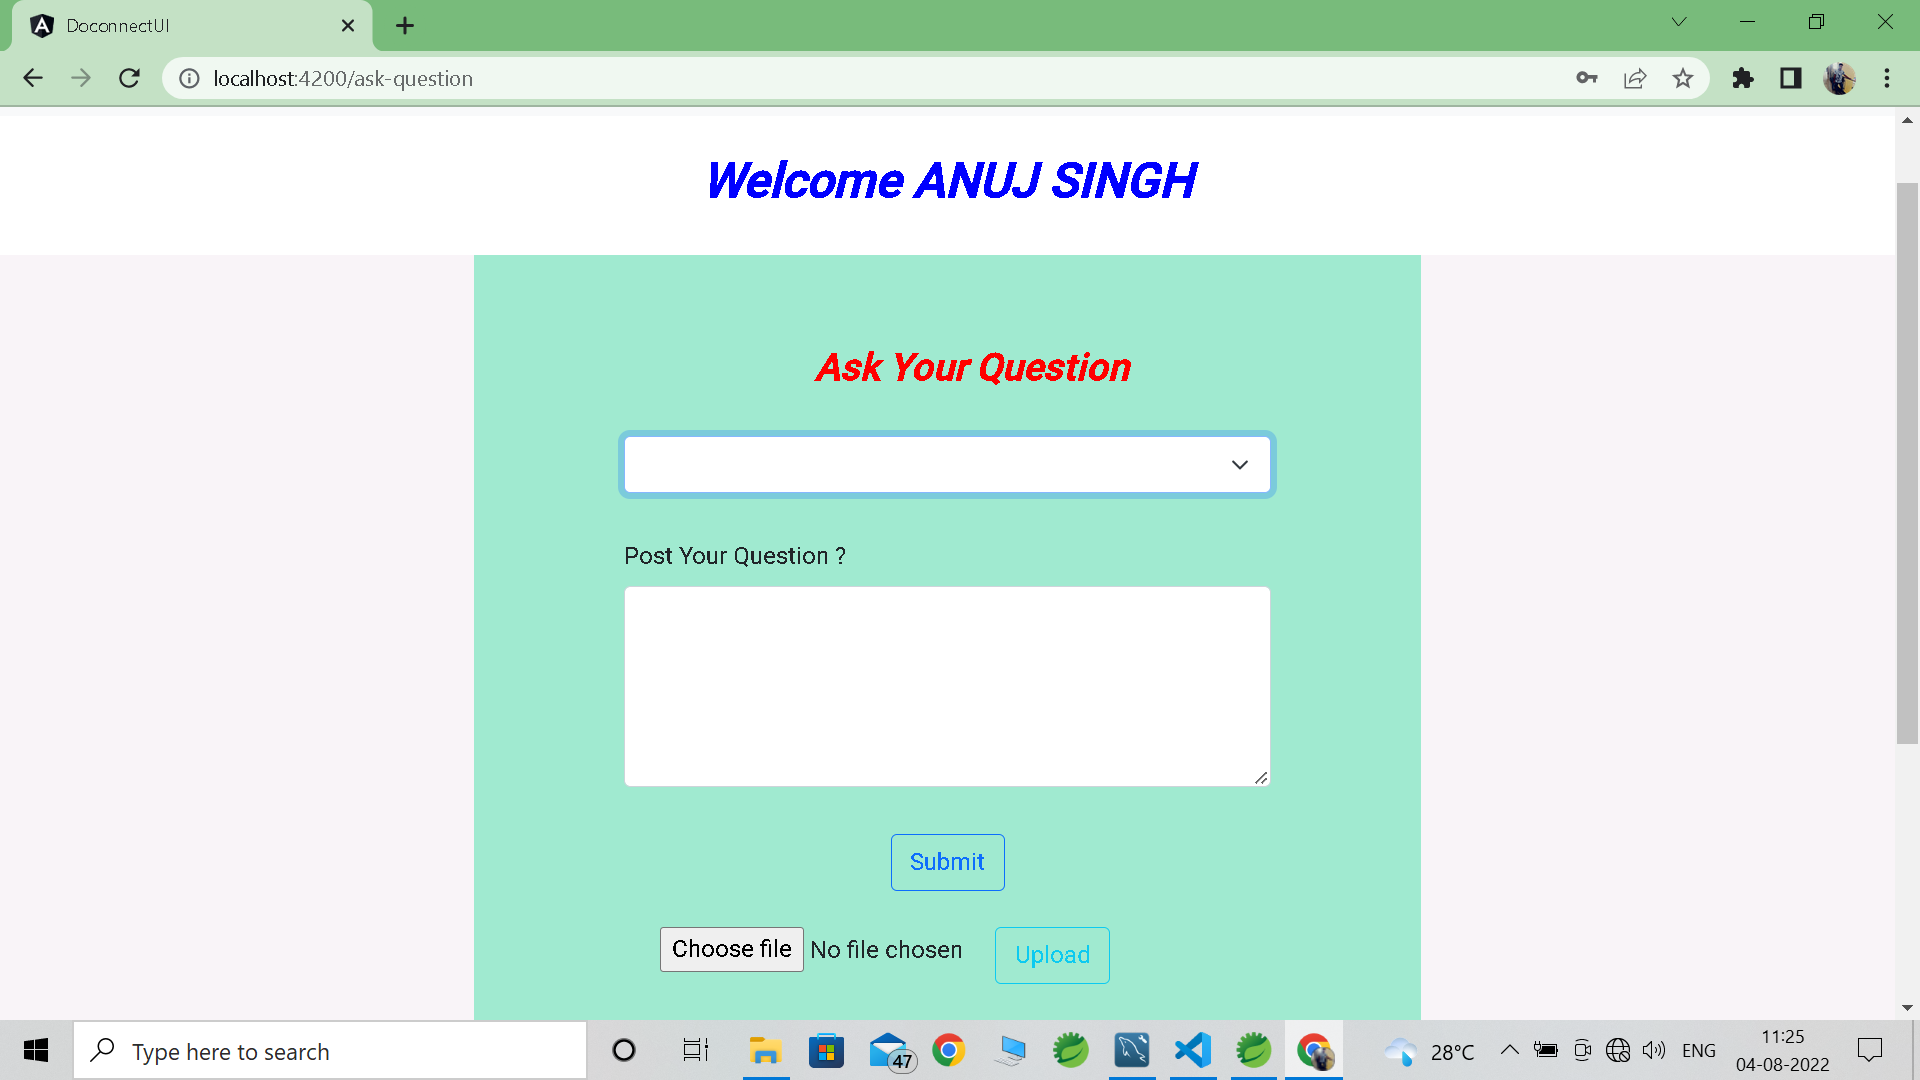 DoconnectUI
localhost:4200/ask-question
Welcome ANUJ SINGH
Ask Your Question
Post Your Question ?
Submit
Choose file No file chosen Upload
Type here to search
47
28°C
ENG
11:25
04-08-2022